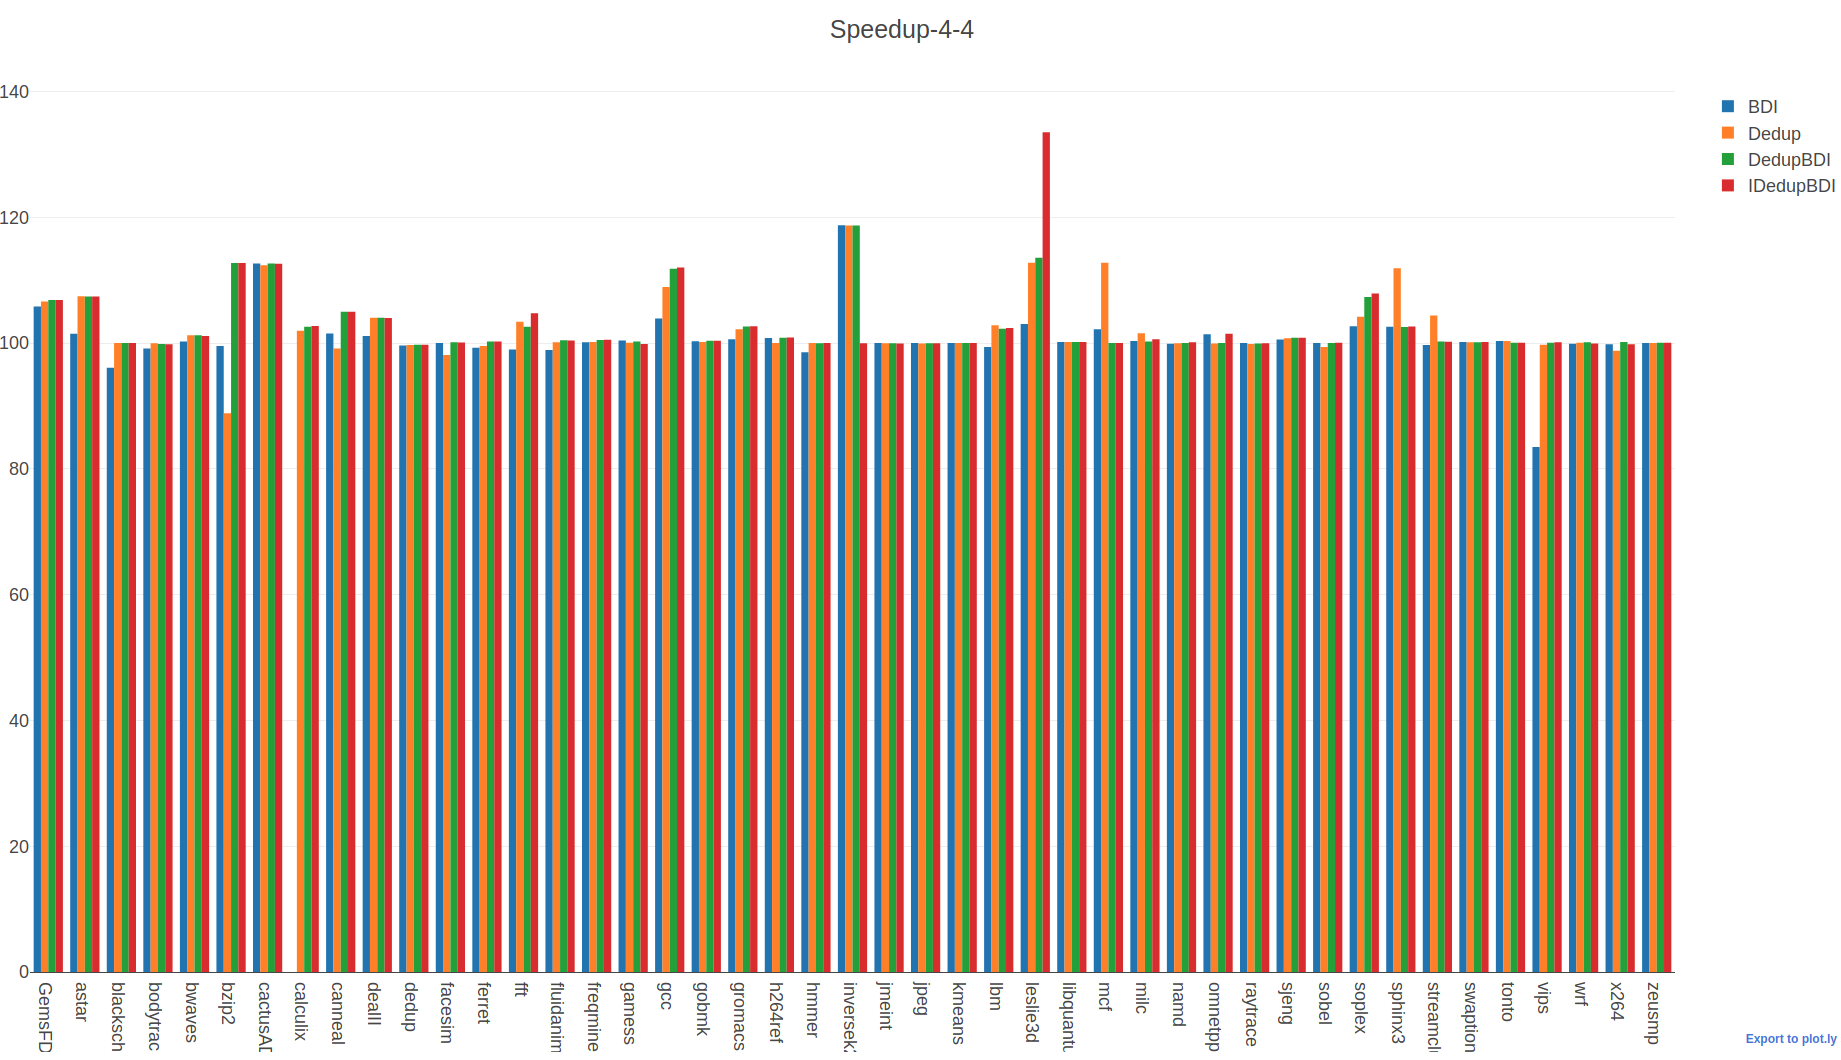 Speedup-4-4
140
120
100
80
60
40
20
0
BDI
Dedup
DedupBDI
IDedupBDI
GemsFD
astar
blacksch
bodytrac
bwaves
bzip2
cactusAD
calculix
canneal
dealII
dedup
facesim
ferret
fft
fluidanim
freqmine
gamess
gcc
gobmk
gromacs
h264ref
hmmer
inversek2
jmeint
jpeg
kmeans
lbm
leslie3d
libquantu
mcf
milc
namd
omnetpp
raytrace
sjeng
sobel
soplex
sphinx3
streamcl
swaption
tonto
vips
wrf
x264
zeusmp
Export to plot.ly